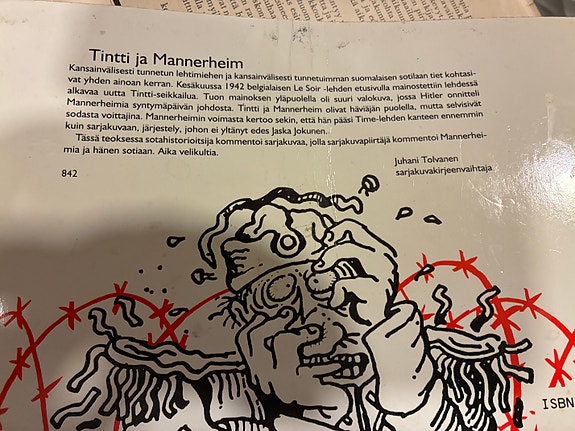 Tintti ja Mannerheim
Kansainvälisesti tunnetun lehtimiehen ja kansainvälisesti tunnetuimman suomalaisen sotilaan tiet kohtasi-
vat yhden ainoan kerran. Kesäkuussa 1942 belgialaisen Le Soir -lehden etusivulla mainostettiin lehdessä
alkavaa uutta Tintti-seikkailua. Tuon mainoksen yläpuolella oli suuri valokuva, jossa Hitler onnitteli
Mannerheimia syntymäpäivän johdosta. Tintti ja Mannerheim olivat häviäjän puolella, mutta selvisivät
sodasta voittajina. Mannerheimin voimasta kertoo sekin, että hän pääsi Time-lehden kanteen ennemmin
kuin sarjakuvaan, järjestely, johon ei yltänyt edes Jaska Jokunen.
Tässä teoksessa sotahistorioitsija kommentoi sarjakuvaa, jolla sarjakuvapiirtäjä kommentoi Mannerhei-
mia ja hänen sotiaan. Aika velikultia.
Juhani Tolvanen
842
sarjakuvakirjeenvaihtaja
ISBN